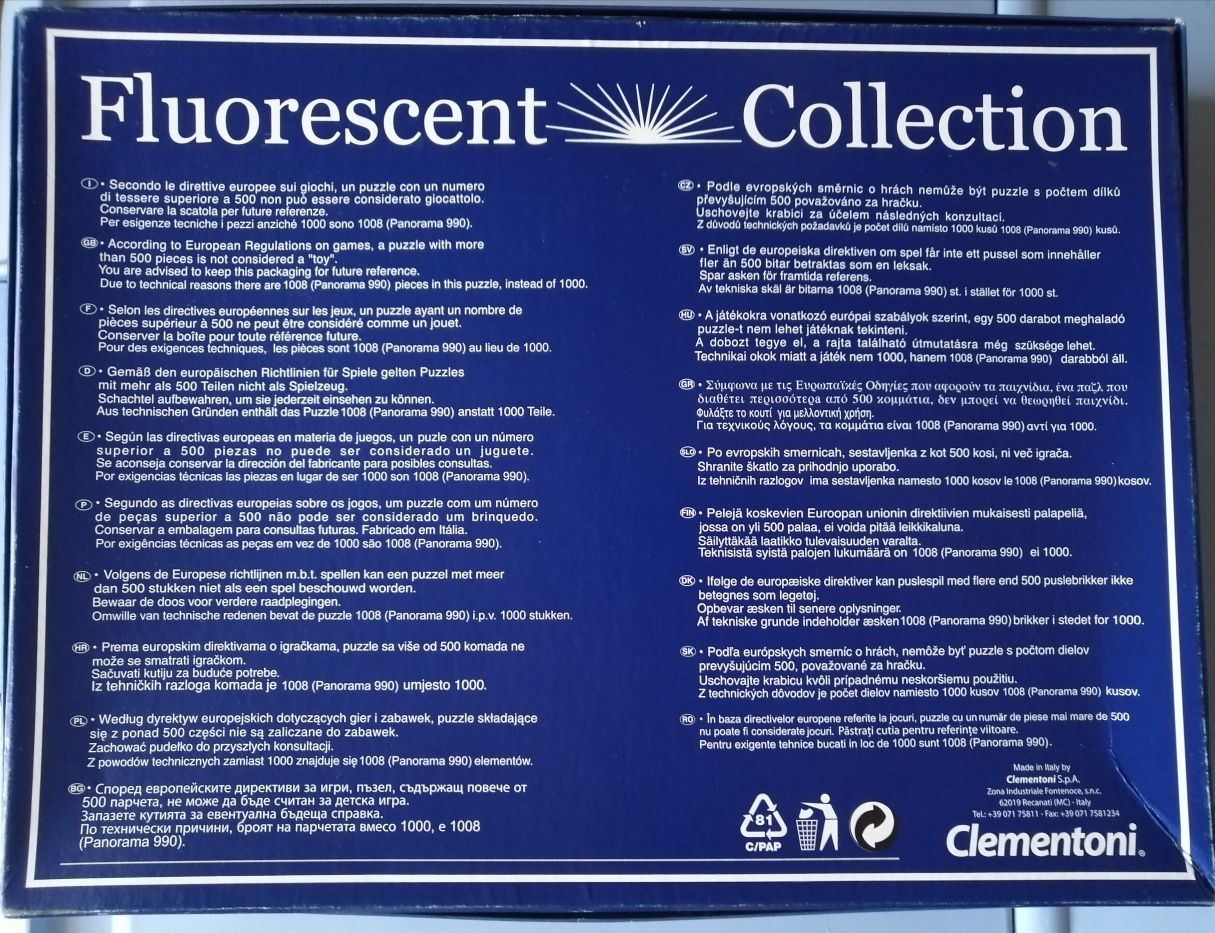 Fluorescent Collection
I • Secondo le direttive europee sui giochi, un puzzle con un numero
di tessere superiore a 500 non può essere considerato giocattolo.
Conservare la scatola per future referenze.
Per esigenze tecniche i pezzi anziché 1000 sono 1008 (Panorama 990).
GB • According to European Regulations on games, a puzzle with more
than 500 pieces is not considered a "toy".
You are advised to keep this packaging for future reference.
Due to technical reasons there are 1008 (Panorama 990) pieces in this puzzle, instead of 1000.
F • Selon les directives européennes sur les jeux, un puzzle ayant un nombre de
pièces supérieur à 500 ne peut être considéré comme un jouet.
Conserver la boîte pour toute référence future.
Pour des exigences techniques, les pièces sont 1008 (Panorama 990) au lieu de 1000.
D • Gemäß den europäischen Richtlinien für Spiele gelten Puzzles
mit mehr als 500 Teilen nicht als Spielzeug.
Schachtel aufbewahren, um sie jederzeit einsehen zu können.
Aus technischen Gründen enthält das Puzzle 1008 (Panorama 990) anstatt 1000 Teile.
E • Según las directivas europeas en materia de juegos, un puzle con un número
superior a 500 piezas no puede ser considerado un juguete.
Se aconseja conservar la dirección del fabricante para posibles consultas.
Por exigencias técnicas las piezas en lugar de ser 1000 son 1008 (Panorama 990).
P • Segundo as directivas europeias sobre os jogos, um puzzle com um número
de peças superior a 500 não pode ser considerado um brinquedo.
Conservar a embalagem para consultas futuras. Fabricado em Itália.
Por exigências técnicas as peças em vez de 1000 são 1008 (Panorama 990).
NL • Volgens de Europese richtlijnen m.b.t. spellen kan een puzzel met meer
dan 500 stukken niet als een spel beschouwd worden.
Bewaar de doos voor verdere raadplegingen.
Omwille van technische redenen bevat de puzzle 1008 (Panorama 990) i.p.v. 1000 stukken.
HR • Prema europskim direktivama o igračkama, puzzle sa više od 500 komada ne
može se smatrati igračkom.
Sačuvati kutiju za buduće potrebe.
Iz tehničkih razloga komada je 1008 (Panorama 990) umjesto 1000.
PL • Według dyrektyw europejskich dotyczących gier i zabawek, puzzle składające
się z ponad 500 części nie są zaliczane do zabawek.
Zachować pudełko do przyszłych konsultacji.
Z powodów technicznych zamiast 1000 znajduje się 1008 (Panorama 990) elementów.
BG • Според европейските директиви за игри, пъзел, съдържащ повече от
500 парчета, не може да бъде считан за детска игра.
Запазете кутията за евентуална бъдеща справка.
По технически причини, броят на парчетата вмесо 1000, е 1008
(Panorama 990).
CZ • Podle evropských směrnic o hrách nemůže být puzzle s počtem dílků
převyšujícím 500 považováno za hračku.
Uschovejte krabici za účelem následných konzultací.
Z důvodů technických požadavků je počet dílů namísto 1000 kusů 1008 (Panorama 990) kusů.
SV • Enligt de europeiska direktiven om spel får inte ett pussel som innehåller
fler än 500 bitar betraktas som en leksak.
Spar asken för framtida referens.
Av tekniska skäl är bitarna 1008 (Panorama 990) st. i stället för 1000 st.
HU • A játékokra vonatkozó európai szabályok szerint, egy 500 darabot meghaladó
puzzle-t nem lehet játéknak tekinteni.
A dobozt tegye el, a rajta található útmutatásra még szüksége lehet.
Technikai okok miatt a játék nem 1000, hanem 1008 (Panorama 990) darabból áll.
GR • Σύμφωνα με τις Ευρωπαϊκές Οδηγίες που αφορούν τα παιχνίδια, ένα παζλ που
διαθέτει περισσότερα από 500 κομμάτια, δεν μπορεί να θεωρηθεί παιχνίδι.
Φυλάξτε το κουτί για μελλοντική χρήση.
Για τεχνικούς λόγους, τα κομμάτια είναι 1008 (Panorama 990) αντί για 1000.
SLO • Po evropskih smernicah, sestavljenka z kot 500 kosi, ni več igrača.
Shranite škatlo za prihodnjo uporabo.
Iz tehničnih razlogov ima sestavljenka namesto 1000 kosov le 1008 (Panorama 990) kosov.
FIN • Pelejä koskevien Euroopan unionin direktiivien mukaisesti palapeliä,
jossa on yli 500 palaa, ei voida pitää leikkikaluna.
Säilyttäkää laatikko tulevaisuuden varalta.
Teknisistä syistä palojen lukumäärä on 1008 (Panorama 990) ei 1000.
DK • Ifølge de europæiske direktiver kan puslespil med flere end 500 puslebrikker ikke
betegnes som legetøj.
Opbevar æsken til senere oplysninger.
Af tekniske grunde indeholder æsken 1008 (Panorama 990) brikker i stedet for 1000.
SK • Podľa európskych smerníc o hrách, nemôže byť puzzle s počtom dielov
prevyšujúcim 500, považované za hračku.
Uschovajte krabicu kvôli prípadnému neskoršiemu použitiu.
Z technických dôvodov je počet dielov namiesto 1000 kusov 1008 (Panorama 990) kusov.
RO • În baza directivelor europene referite la jocuri, puzzle cu un număr de piese mai mare de 500
nu poate fi considerate jocuri. Păstrați cutia pentru referințe viitoare.
Pentru exigente tehnice bucati in loc de 1000 sunt 1008 (Panorama 990).
Made in Italy by
Clementoni S.p.A.
Zona Industriale Fontenoce, s.n.c.
62019 Recanati (MC) - Italy
Tel.: +39 071 75811 - Fax: +39 071 7581234
81
C/PAP
Clementoni®